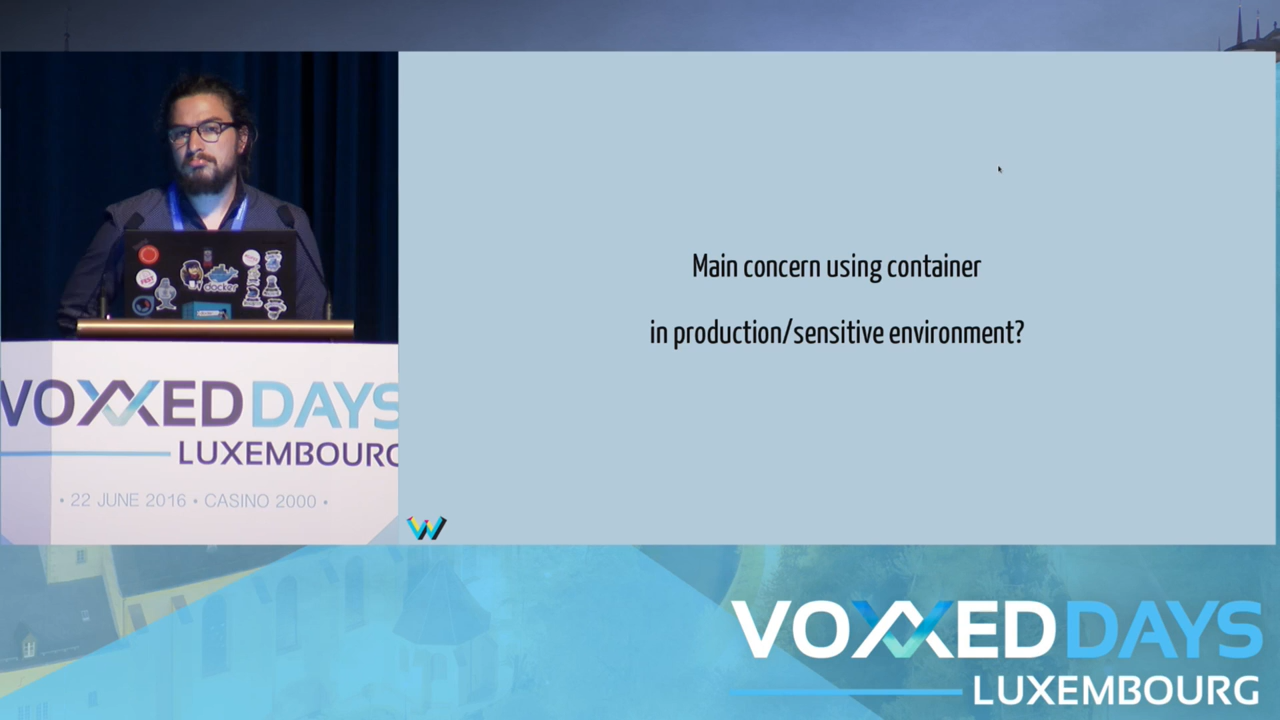 Main concern using container
in production/sensitive environment?
docker
VOXXED DAYS
LUXEMBOURG
• 22 JUNE 2016 • CASINO 2000 •
W
VOXXED DAYS
LUXEMBOURG